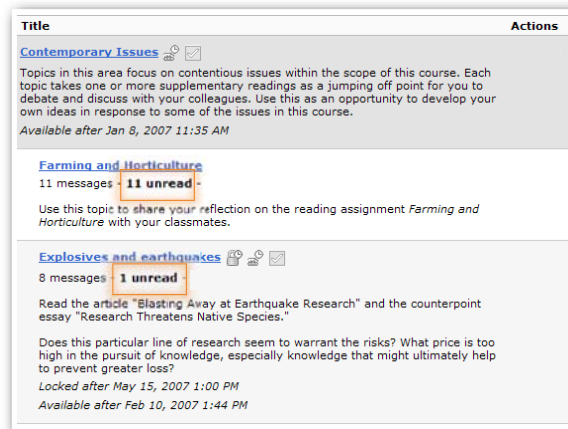 Title Actions
Contemporary Issues
Topics in this area focus on contentious issues within the scope of this course. Each
topic takes one or more supplementary readings as a jumping off point for you to
debate and discuss with your colleagues. Use this as an opportunity to develop your
own ideas in response to some of the issues in this course.
Available after Jan 8, 2007 11:35 AM
Farming and Horticulture
11 messages - 11 unread -
Use this topic to share your reflection on the reading assignment Farming and
Horticulture with your classmates.
Explosives and earthquakes
8 messages - 1 unread -
Read the article "Blasting Away at Earthquake Research" and the counterpoint
essay "Research Threatens Native Species."
Does this particular line of research seem to warrant the risks? What price is too
high in the pursuit of knowledge, especially knowledge that might ultimately help
to prevent greater loss?
Locked after May 15, 2007 1:00 PM
Available after Feb 10, 2007 1:44 PM